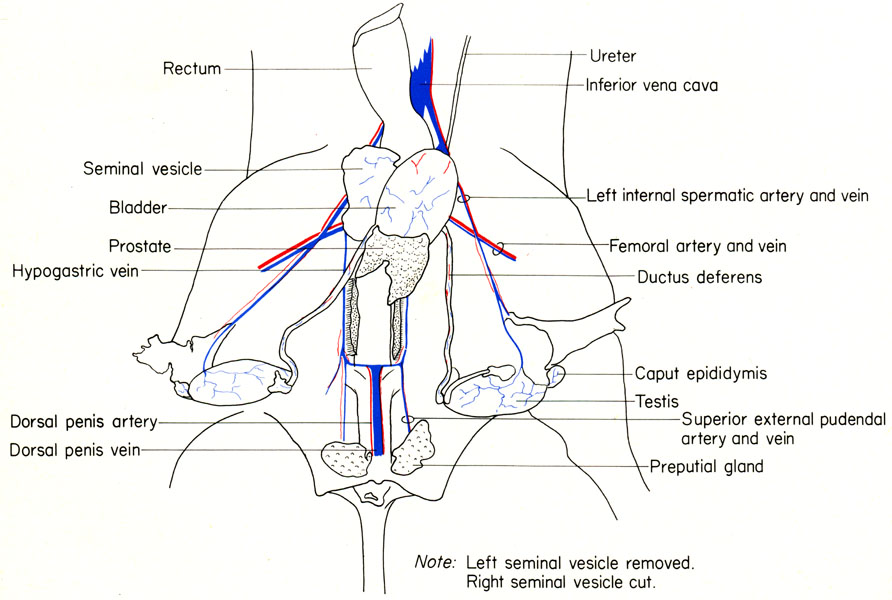 Rectum
Seminal vesicle
Bladder
Prostate
Hypogastric vein
Dorsal penis artery
Dorsal penis vein
Ureter
Inferior vena cava
Left internal spermatic artery and vein
Femoral artery and vein
Ductus deferens
Caput epididymis
Testis
Superior external pudendal
artery and vein
Preputial gland
Note: Left seminal vesicle removed.
Right seminal vesicle cut.